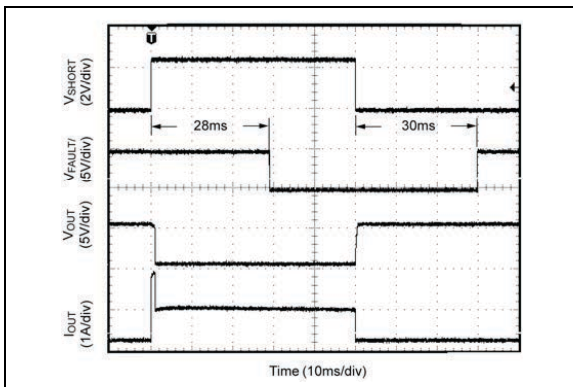 T
VSHORT
(2V/div)
28ms
30ms
VFAULT/
(5V/div)
VOUT
(5V/div)
IOUT
(1A/div)
Time (10ms/div)